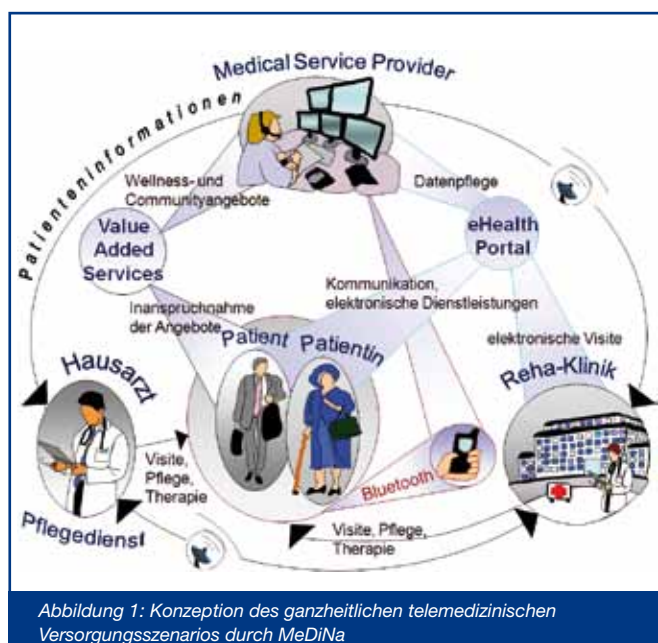 Medical Service Provider
Patienteninformationen
Wellness-und
Communityangebote
Datenpflege
Value
Added
Services
eHealth
Portal
Kommunikation,
elektronische Dienstleistungen
Inanspruchnahme
der Angebote
Patient
Patientin
elektronische Visite
Reha-Klinik
Hausarzt
Visite,
Pflege,
Therapie
Bluetooth
Pflegedienst
Visite, Pflege,
Therapie
Abbildung 1: Konzeption des ganzheitlichen telemedizinischen
Versorgungsszenarios durch MeDiNa